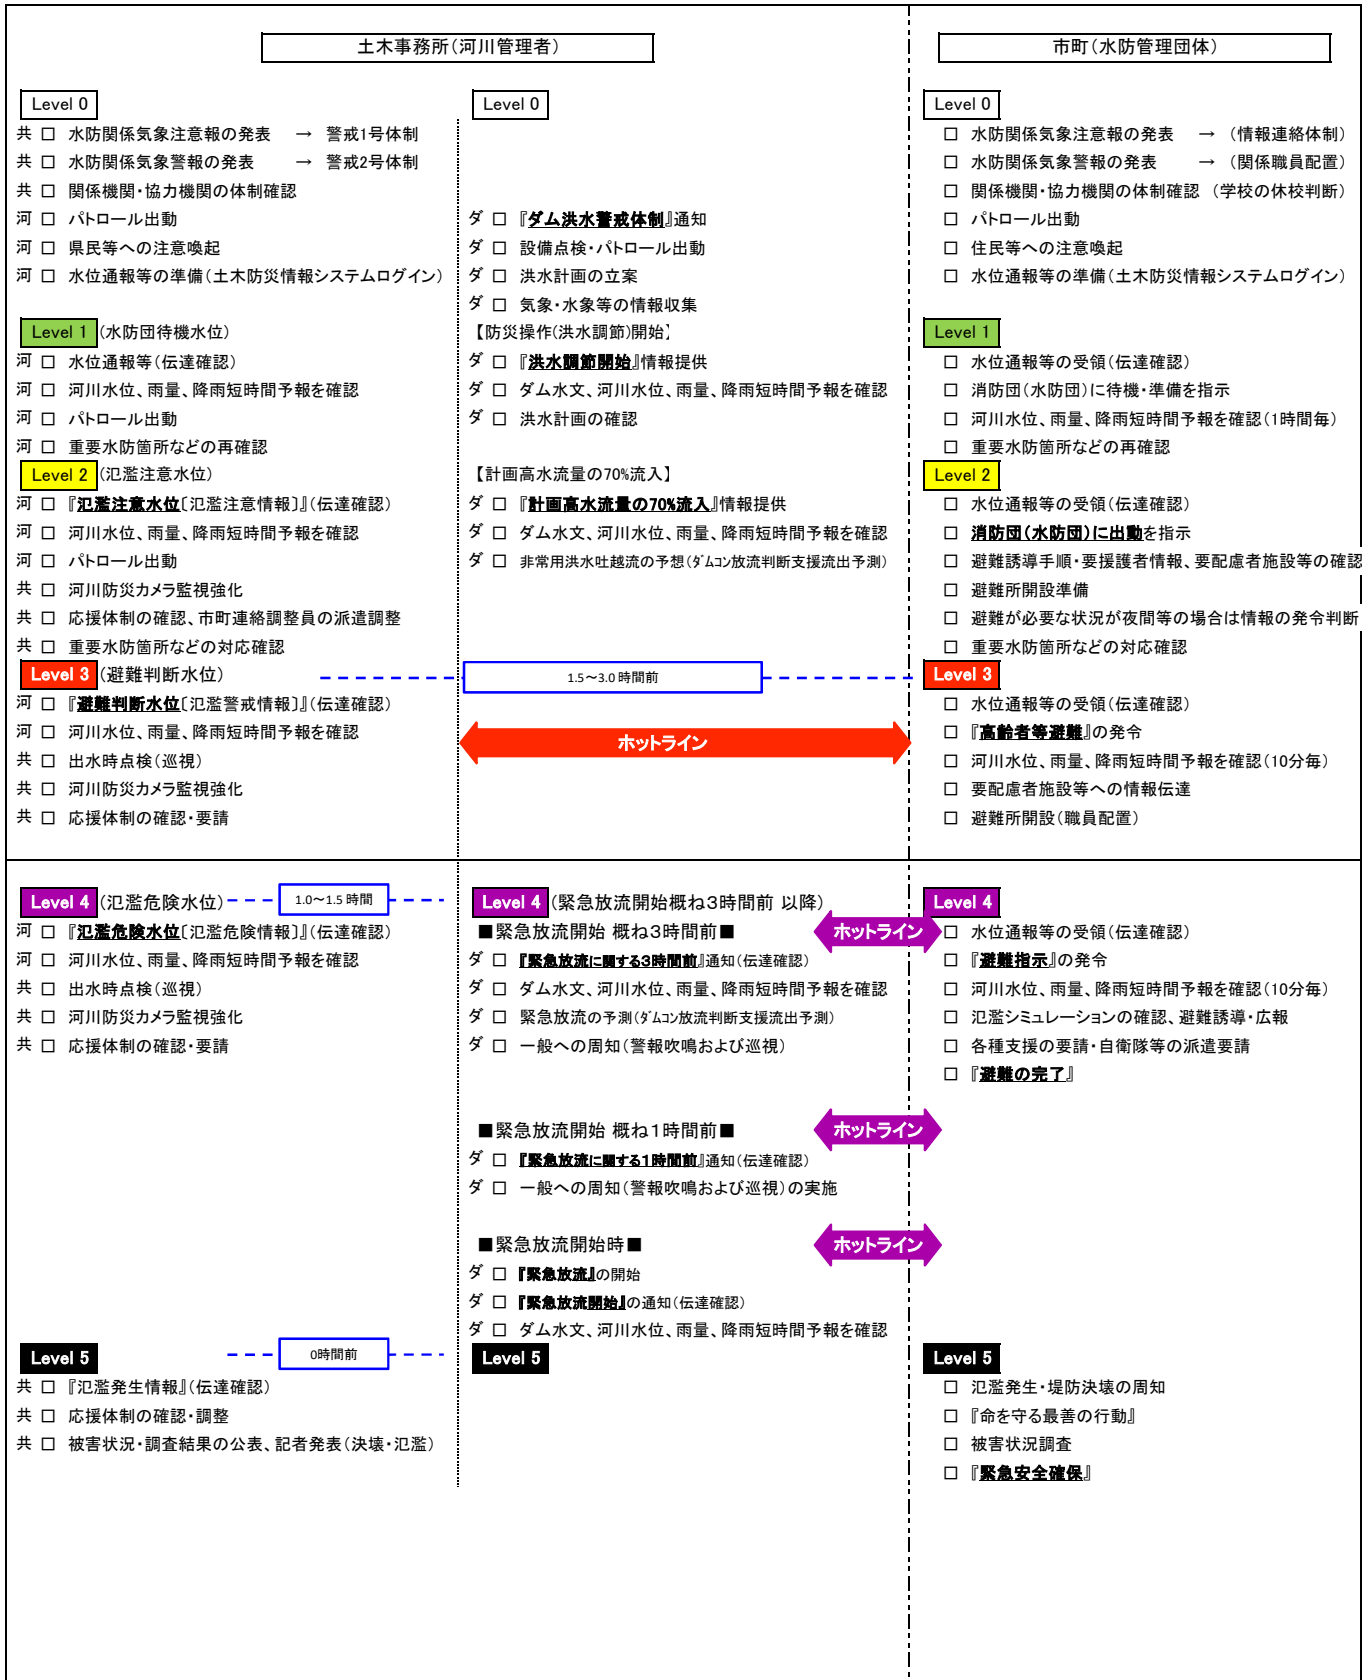 土木事務所(河川管理者)
市町(水防管理団体)
Level 0
共 □ 水防関係気象注意報の発表 → 警戒1号体制
共 □ 水防関係気象警報の発表 → 警戒2号体制
共 □ 関係機関・協力機関の体制確認
河 □ パトロール出動
河 □ 県民等への注意喚起
河 □ 水位通報等の準備(土木防災情報システムログイン)
Level 1 (水防団待機水位)
河 □ 水位通報等(伝達確認)
河 □ 河川水位、雨量、降雨短時間予報を確認
河 □ パトロール出動
河 □ 重要水防箇所などの再確認
Level 2 (氾濫注意水位)
河 □ 『氾濫注意水位〔氾濫注意情報〕』(伝達確認)
河 □ 河川水位、雨量、降雨短時間予報を確認
河 □ パトロール出動
共 □ 河川防災カメラ監視強化
共 □ 応援体制の確認、市町連絡調整員の派遣調整
共 □ 重要水防箇所などの対応確認
Level 3 (避難判断水位)
河 □ 『避難判断水位〔氾濫警戒情報〕』(伝達確認)
河 □ 河川水位、雨量、降雨短時間予報を確認
共 □ 出水時点検(巡視)
共 □ 河川防災カメラ監視強化
共 □ 応援体制の確認・要請
Level 0
ダ □ 『ダム洪水警戒体制』通知
ダ □ 設備点検・パトロール出動
ダ □ 洪水計画の立案
ダ □ 気象・水象等の情報収集
【防災操作(洪水調節)開始】
ダ □ 『洪水調節開始』情報提供
ダ □ ダム水文、河川水位、雨量、降雨短時間予報を確認
ダ □ 洪水計画の確認
【計画高水流量の70%流入】
ダ □ 『計画高水流量の70%流入』情報提供
ダ □ ダム水文、河川水位、雨量、降雨短時間予報を確認
ダ □ 非常用洪水吐越流の予想(ダムコン放流判断支援流出予測)
1.5~3.0 時間前
ホットライン
Level 0
□ 水防関係気象注意報の発表 → (情報連絡体制)
□ 水防関係気象警報の発表 → (関係職員配置)
□ 関係機関・協力機関の体制確認 (学校の休校判断)
□ パトロール出動
□ 住民等への注意喚起
□ 水位通報等の準備(土木防災情報システムログイン)
Level 1
□ 水位通報等の受領(伝達確認)
□ 消防団(水防団)に待機・準備を指示
□ 河川水位、雨量、降雨短時間予報を確認(1時間毎)
□ 重要水防箇所などの再確認
Level 2
□ 水位通報等の受領(伝達確認)
□ 消防団(水防団)に出動を指示
□ 避難誘導手順・要援護者情報、要配慮者施設等の確認
□ 避難所開設準備
□ 避難が必要な状況が夜間等の場合は情報の発令判断
□ 重要水防箇所などの対応確認
Level 3
□ 水位通報等の受領(伝達確認)
□ 『高齢者等避難』の発令
□ 河川水位、雨量、降雨短時間予報を確認(10分毎)
□ 要配慮者施設等への情報伝達
□ 避難所開設(職員配置)
Level 4 (氾濫危険水位)
1.0~1.5 時間
河 □ 『氾濫危険水位〔氾濫危険情報〕』(伝達確認)
河 □ 河川水位、雨量、降雨短時間予報を確認
共 □ 出水時点検(巡視)
共 □ 河川防災カメラ監視強化
共 □ 応援体制の確認・要請
Level 5
0時間前
共 □ 『氾濫発生情報』(伝達確認)
共 □ 応援体制の確認・調整
共 □ 被害状況・調査結果の公表、記者発表(決壊・氾濫)
Level 4 (緊急放流開始概ね3時間前 以降)
■緊急放流開始 概ね3時間前■
ホットライン
ダ □ 『緊急放流に関する3時間前』通知(伝達確認)
ダ □ ダム水文、河川水位、雨量、降雨短時間予報を確認
ダ □ 緊急放流の予測(ダムコン放流判断支援流出予測)
ダ □ 一般への周知(警報吹鳴および巡視)
■緊急放流開始 概ね1時間前■
ホットライン
ダ □ 『緊急放流に関する1時間前』通知(伝達確認)
ダ □ 一般への周知(警報吹鳴および巡視)の実施
■緊急放流開始時■
ホットライン
ダ □ 『緊急放流』の開始
ダ □ 『緊急放流開始』の通知(伝達確認)
ダ □ ダム水文、河川水位、雨量、降雨短時間予報を確認
Level 5
Level 4
□ 水位通報等の受領(伝達確認)
□ 『避難指示』の発令
□ 河川水位、雨量、降雨短時間予報を確認(10分毎)
□ 氾濫シミュレーションの確認、避難誘導・広報
□ 各種支援の要請・自衛隊等の派遣要請
□ 『避難の完了』
Level 5
□ 氾濫発生・堤防決壊の周知
□ 『命を守る最善の行動』
□ 被害状況調査
□ 『緊急安全確保』